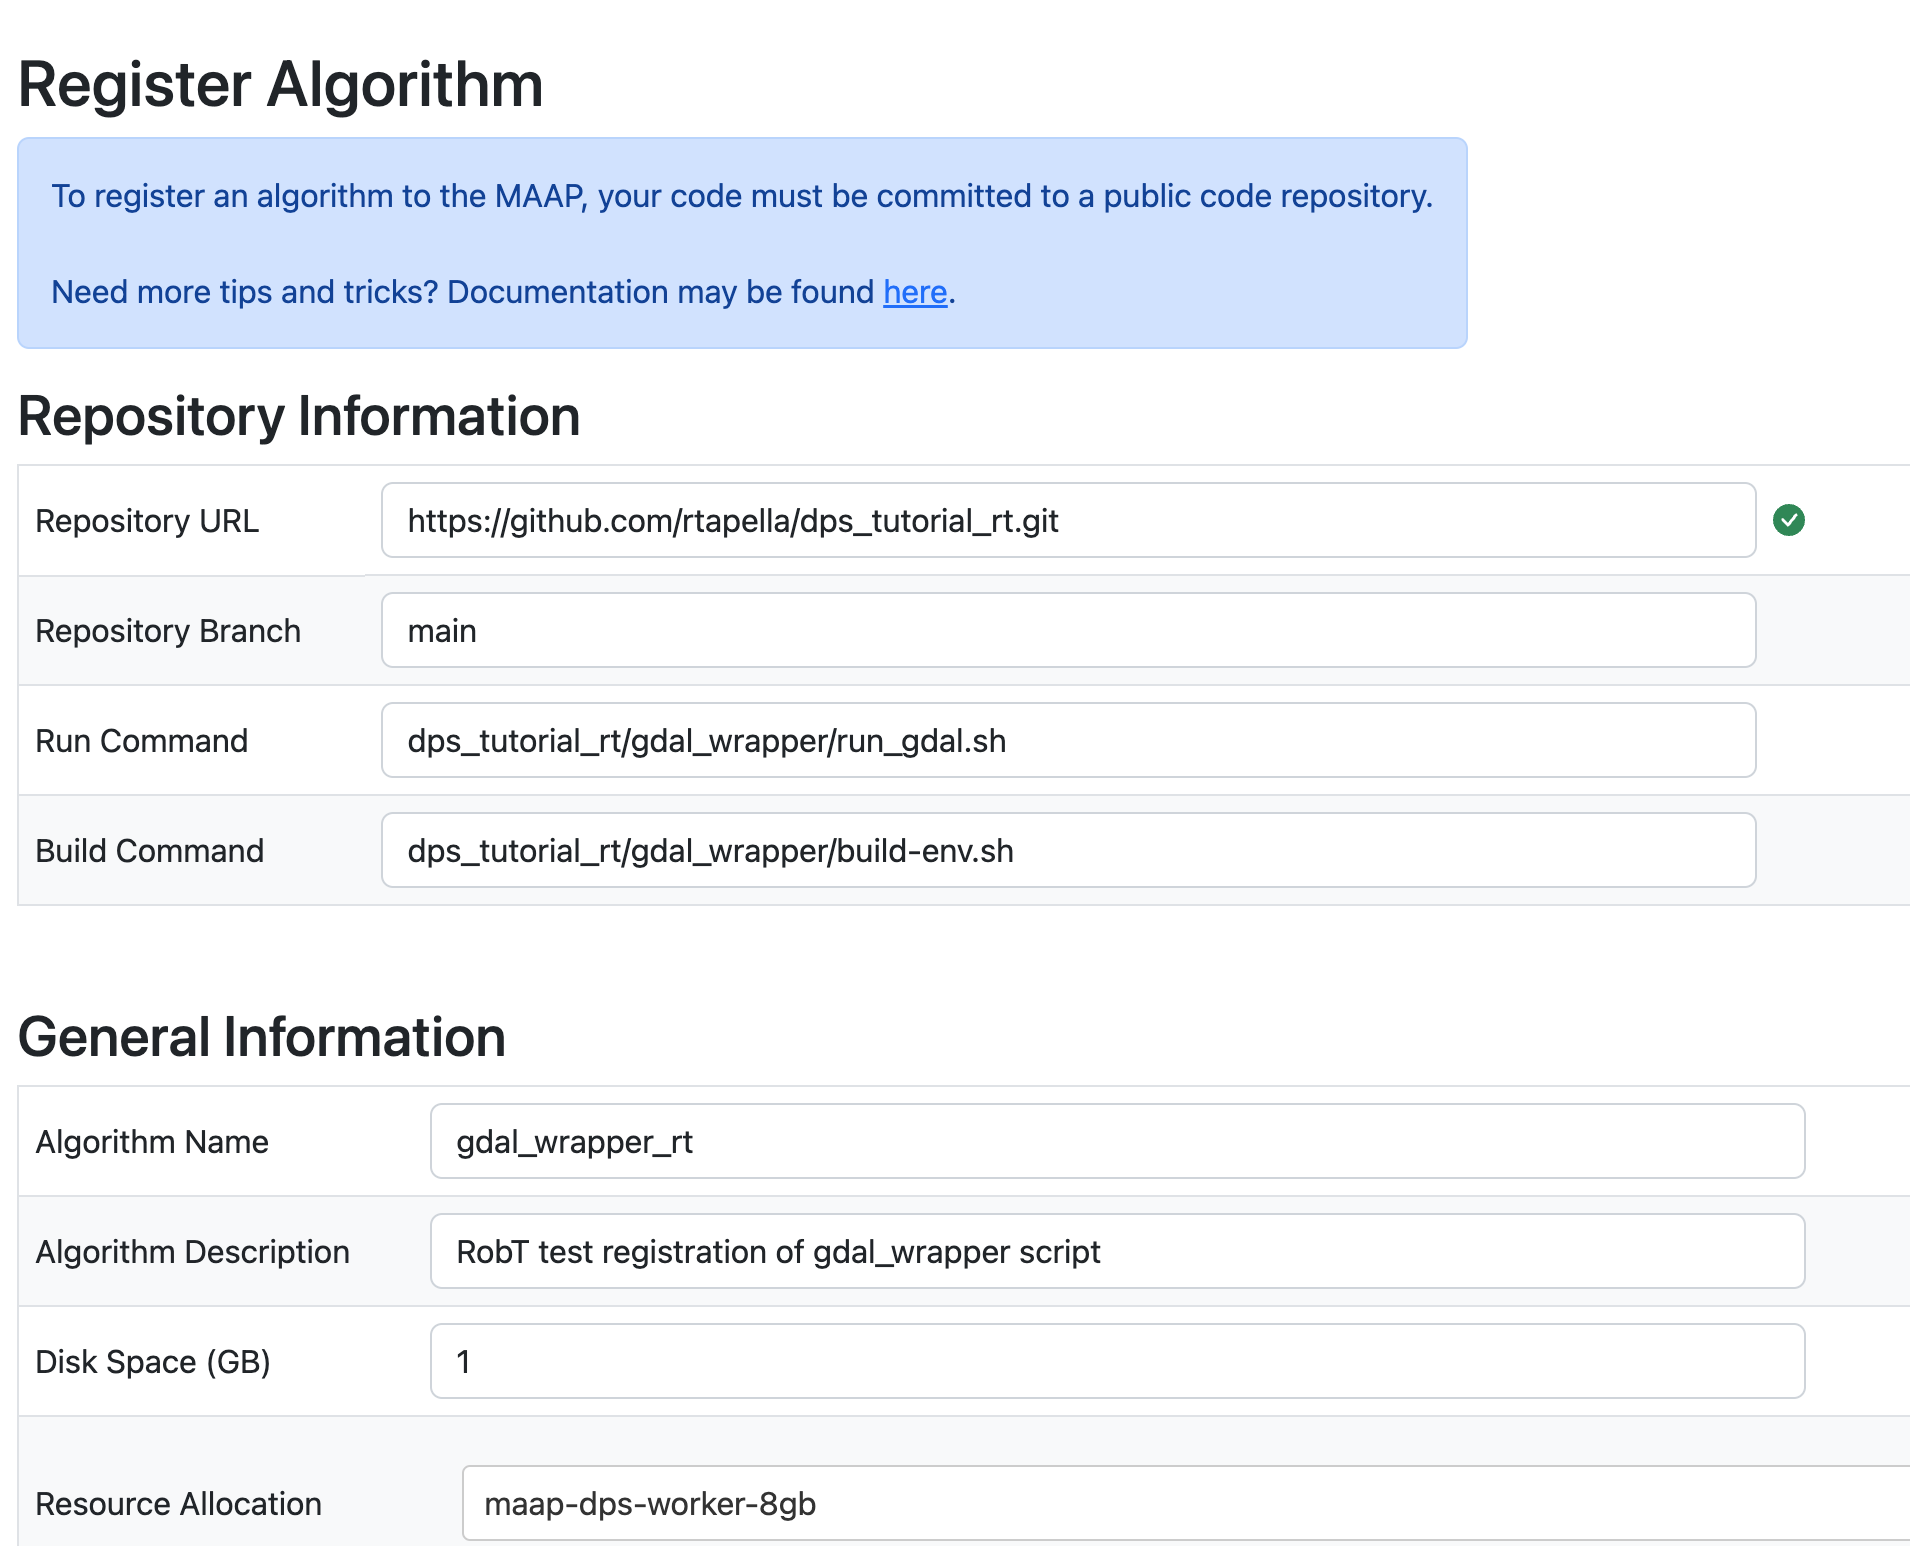 Register Algorithm
To register an algorithm to the MAAP, your code must be committed to a public code repository.
Need more tips and tricks? Documentation may be found here.
Repository Information
Repository URL https://github.com/rtapella/dps_tutorial_rt.git
Repository Branch main
Run Command dps_tutorial_rt/gdal_wrapper/run_gdal.sh
Build Command dps_tutorial_rt/gdal_wrapper/build-env.sh
General Information
Algorithm Name gdal_wrapper_rt
Algorithm Description RobT test registration of gdal_wrapper script
Disk Space (GB) 1
Resource Allocation maap-dps-worker-8gb